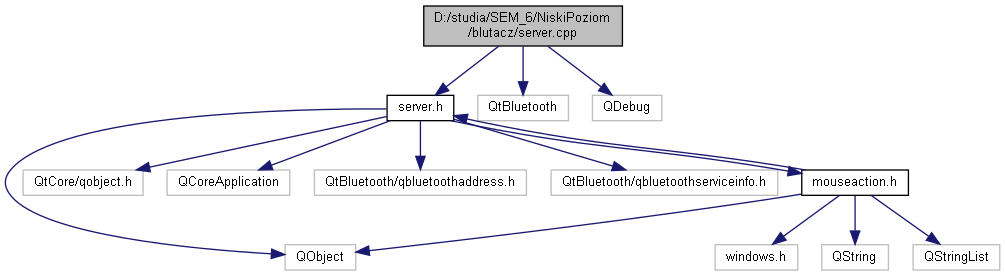 D:/studia/SEM_6/NiskiPoziom
/blutacz/server.cpp
server.h
QtBluetooth
QDebug
QtCore/qobject.h
QCoreApplication
QtBluetooth/qbluetoothaddress.h
QtBluetooth/qbluetoothserviceinfo.h
mouseaction.h
QObject
windows.h
QString
QStringList